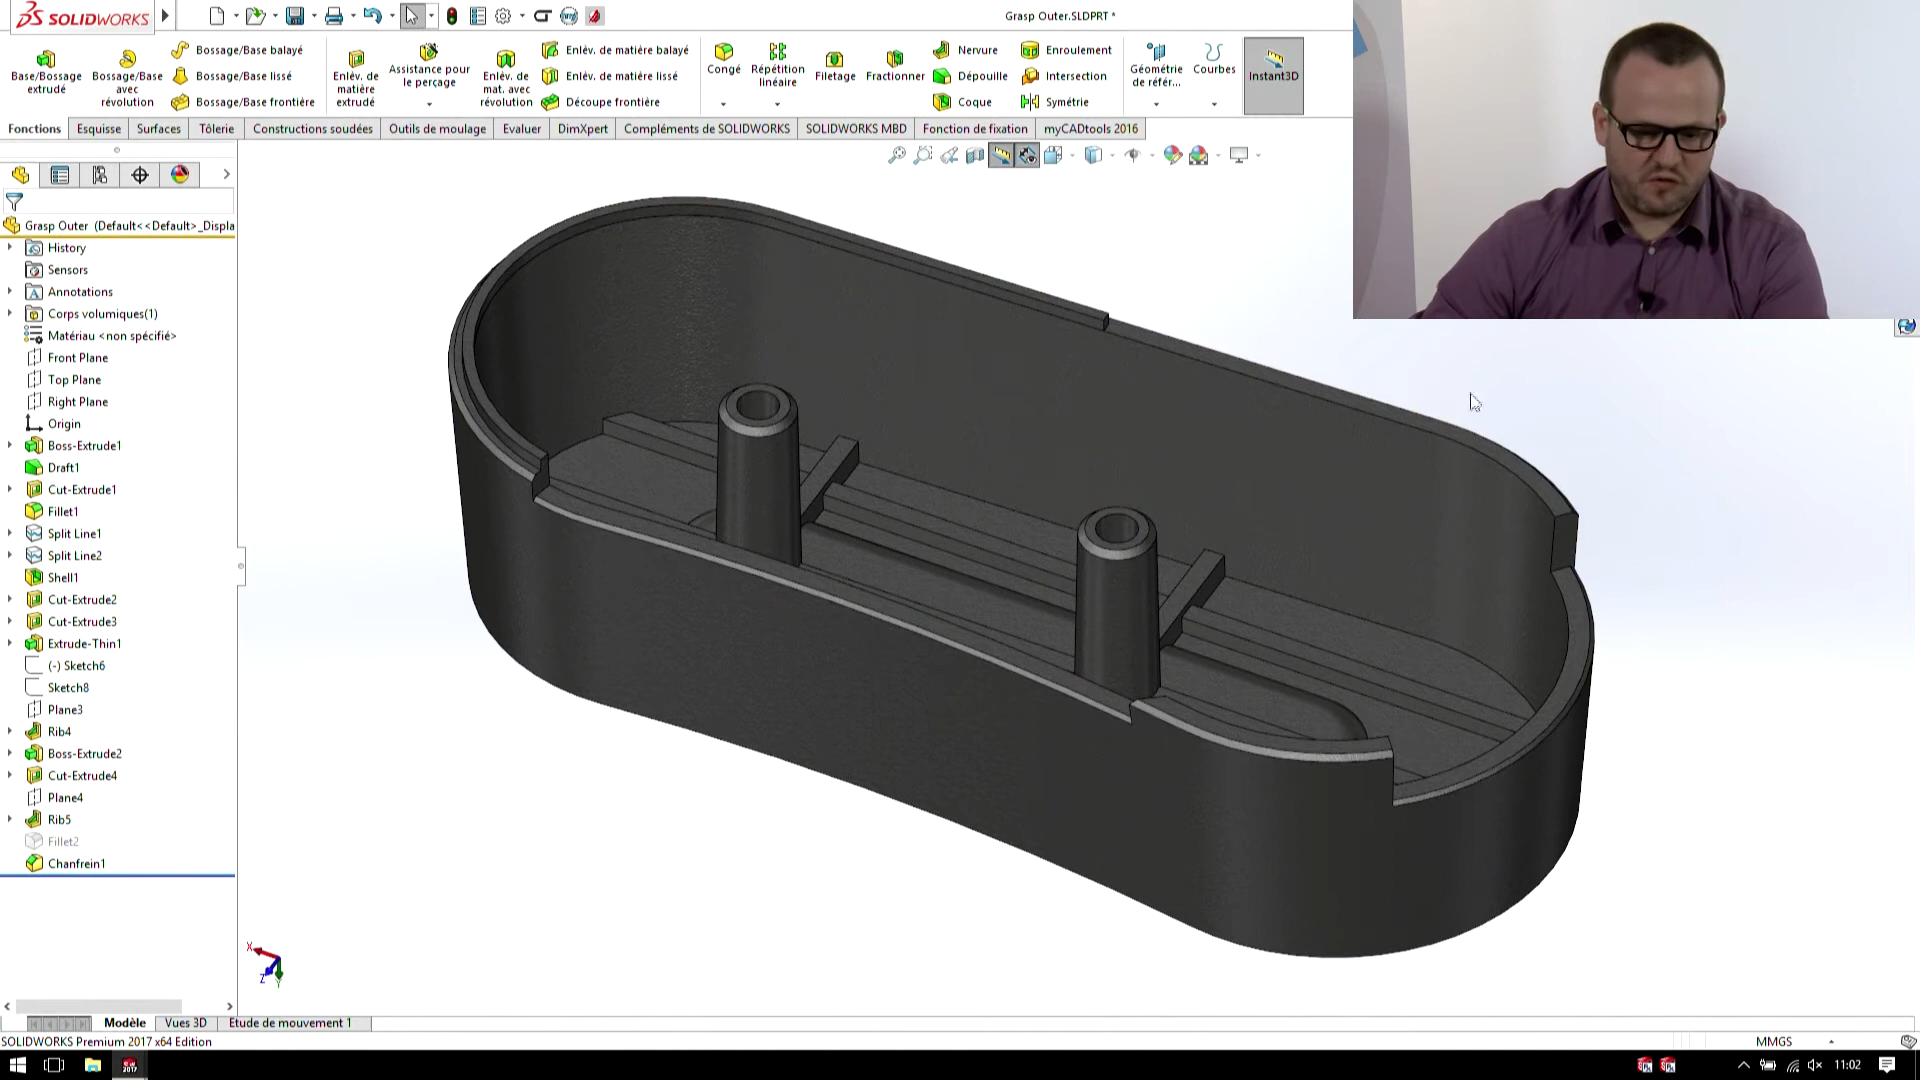 SOLIDWORKS
Grasp Outer.SLDPRT *
Base/Bossage extrudé
Bossage/Base avec révolution
Bossage/Base balayé
Bossage/Base lissé
Bossage/Base frontière
Enlèv. de matière extrudé
Assistance pour le perçage
Enlèv. de mat. avec révolution
Enlèv. de matière balayé
Enlèv. de matière lissé
Découpe frontière
Congé
Répétition linéaire
Filetage
Fractionner
Nervure
Dépouille
Coque
Enroulement
Intersection
Symétrie
Géométrie de référ...
Courbes
Instant3D
Fonctions
Esquisse
Surfaces
Tôlerie
Constructions soudées
Outils de moulage
Evaluer
DimXpert
Compléments de SOLIDWORKS
SOLIDWORKS MBD
Fonction de fixation
myCADtools 2016
Grasp Outer (Default<<Default>_Displa
History
Sensors
Annotations
Corps volumiques(1)
Matériau <non spécifié>
Front Plane
Top Plane
Right Plane
Origin
Boss-Extrude1
Draft1
Cut-Extrude1
Fillet1
Split Line1
Split Line2
Shell1
Cut-Extrude2
Cut-Extrude3
Extrude-Thin1
(-) Sketch6
Sketch8
Plane3
Rib4
Boss-Extrude2
Cut-Extrude4
Plane4
Rib5
Fillet2
Chanfrein1
X
Z
Y
Modèle
Vues 3D
Etude de mouvement 1
SOLIDWORKS Premium 2017 x64 Edition
MMGS
2017
11:02